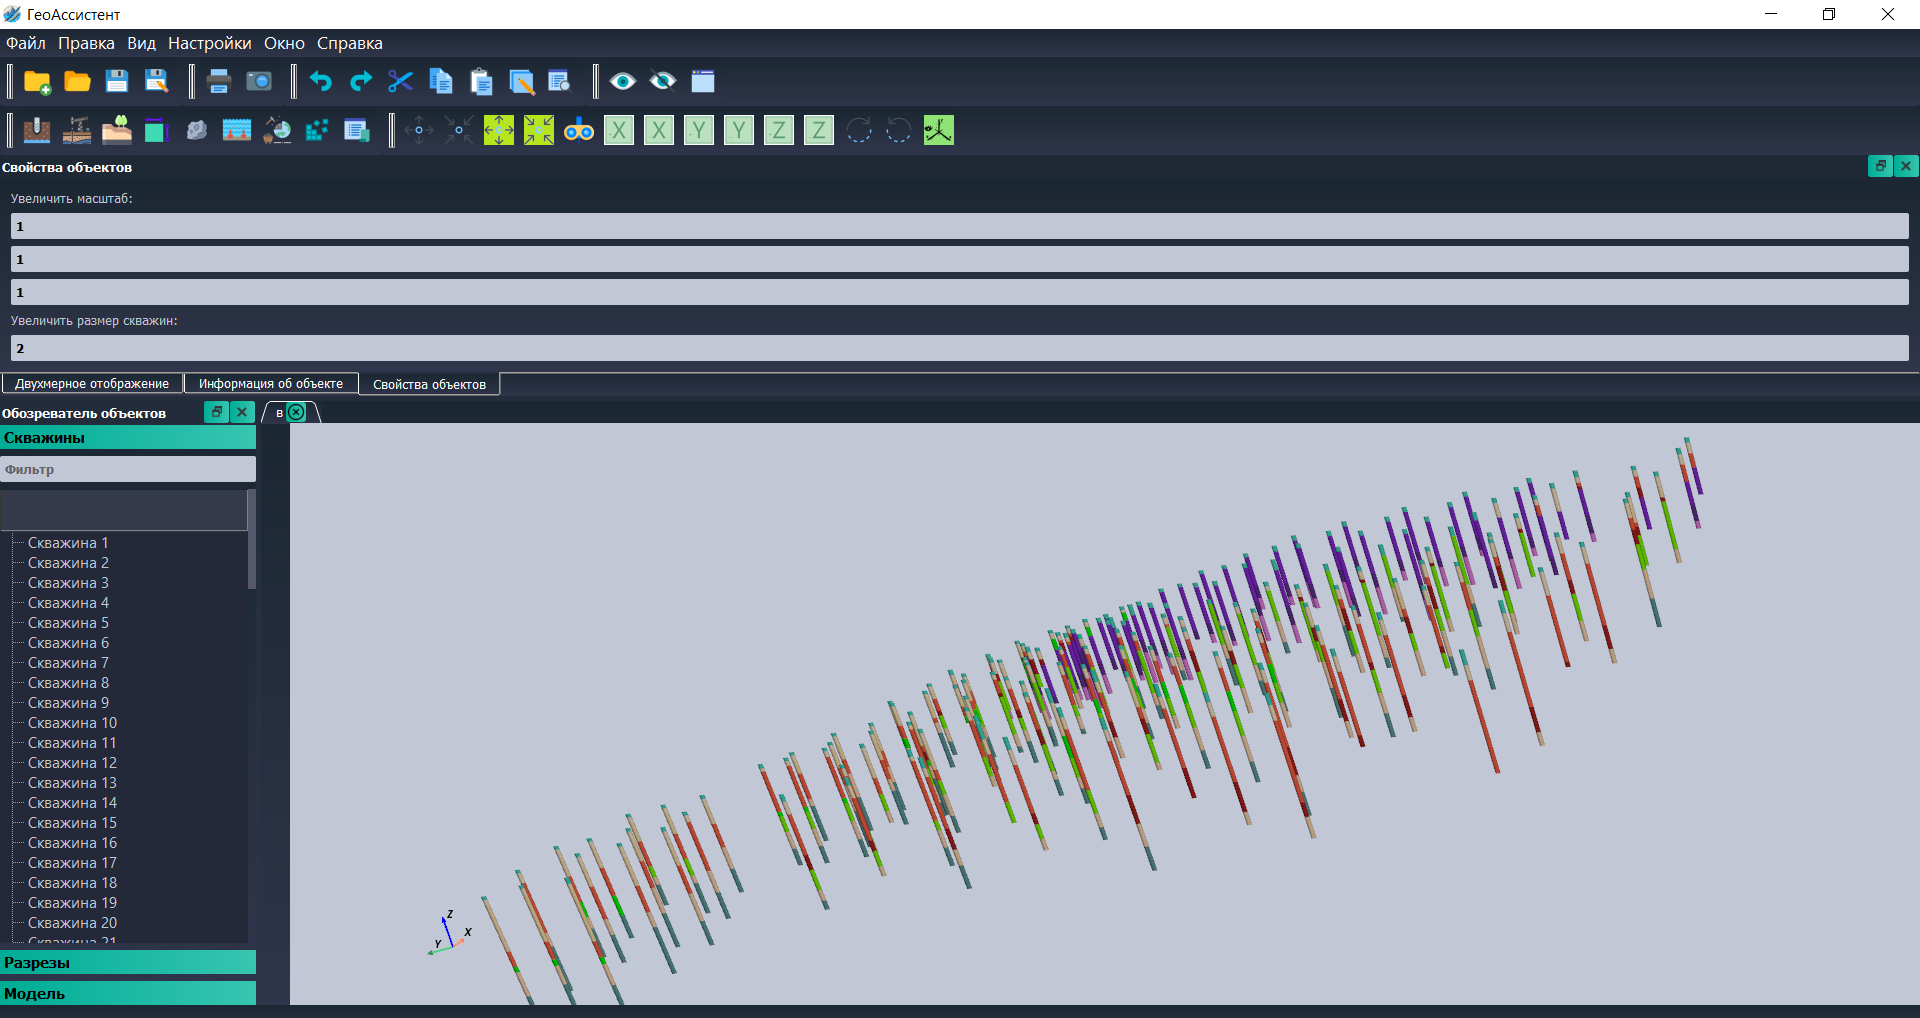 ГеоАссистент
Файл Правка Вид Настройки Окно Справка
X X Y Y Z Z
Свойства объектов
Увеличить масштаб:
1
1
1
Увеличить размер скважин:
2
Двухмерное отображение Информация об объекте Свойства объектов
Обозреватель объектов
в
Скважины
Фильтр
Скважина 1
Скважина 2
Скважина 3
Скважина 4
Скважина 5
Скважина 6
Скважина 7
Скважина 8
Скважина 9
Скважина 10
Скважина 11
Скважина 12
Скважина 13
Скважина 14
Скважина 15
Скважина 16
Скважина 17
Скважина 18
Скважина 19
Скважина 20
Скважина 21
Разрезы
Модель
Z
X
Y